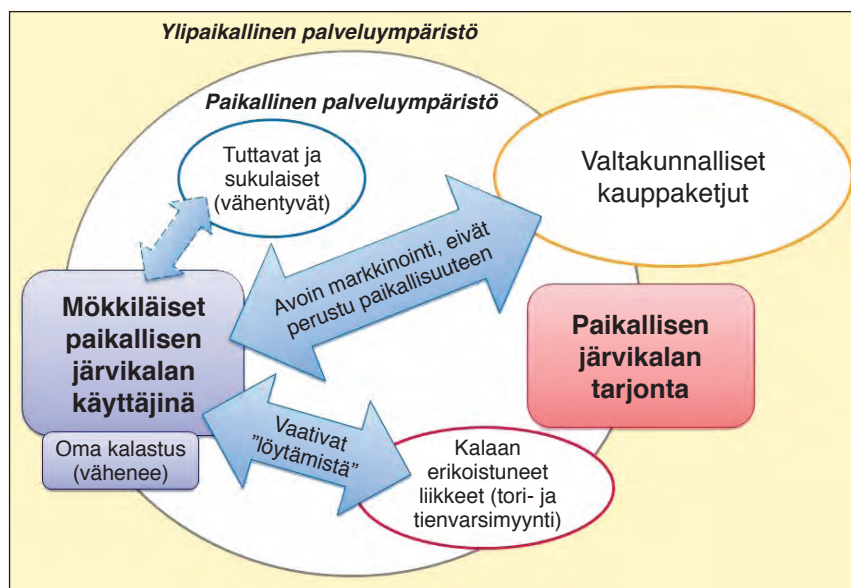 Ylipaikallinen palveluympäristö
Paikallinen palveluympäristö
Tuttavat ja
sukulaiset
(vähentyvät)
Valtakunnalliset
kauppaketjut
Avoin markkinointi, eivät
perustu paikallisuuteen
Mökkiläiset
paikallisen
järvikalan
käyttäjinä
Oma kalastus
(vähenee)
Paikallisen
järvikalan
tarjonta
Vaativat
"löytämistä"
Kalaan
erikoistuneet
liikkeet (tori- ja
tienvarsimyynti)